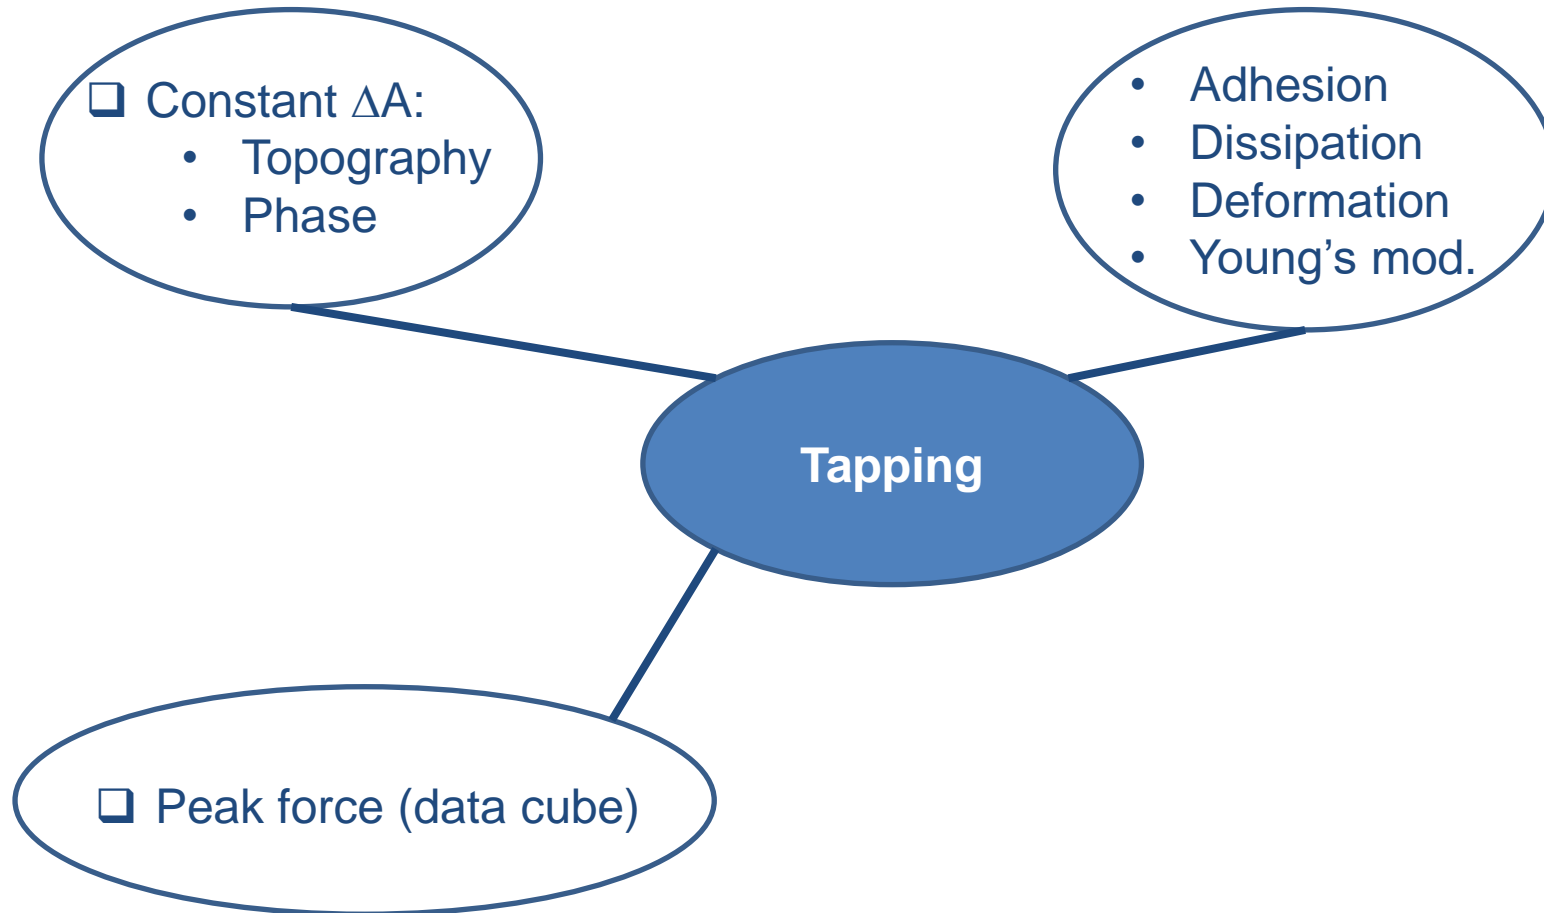 ❑ Constant ΔA:
• Topography
• Phase
• Adhesion
• Dissipation
• Deformation
• Young’s mod.
Tapping
❑ Peak force (data cube)